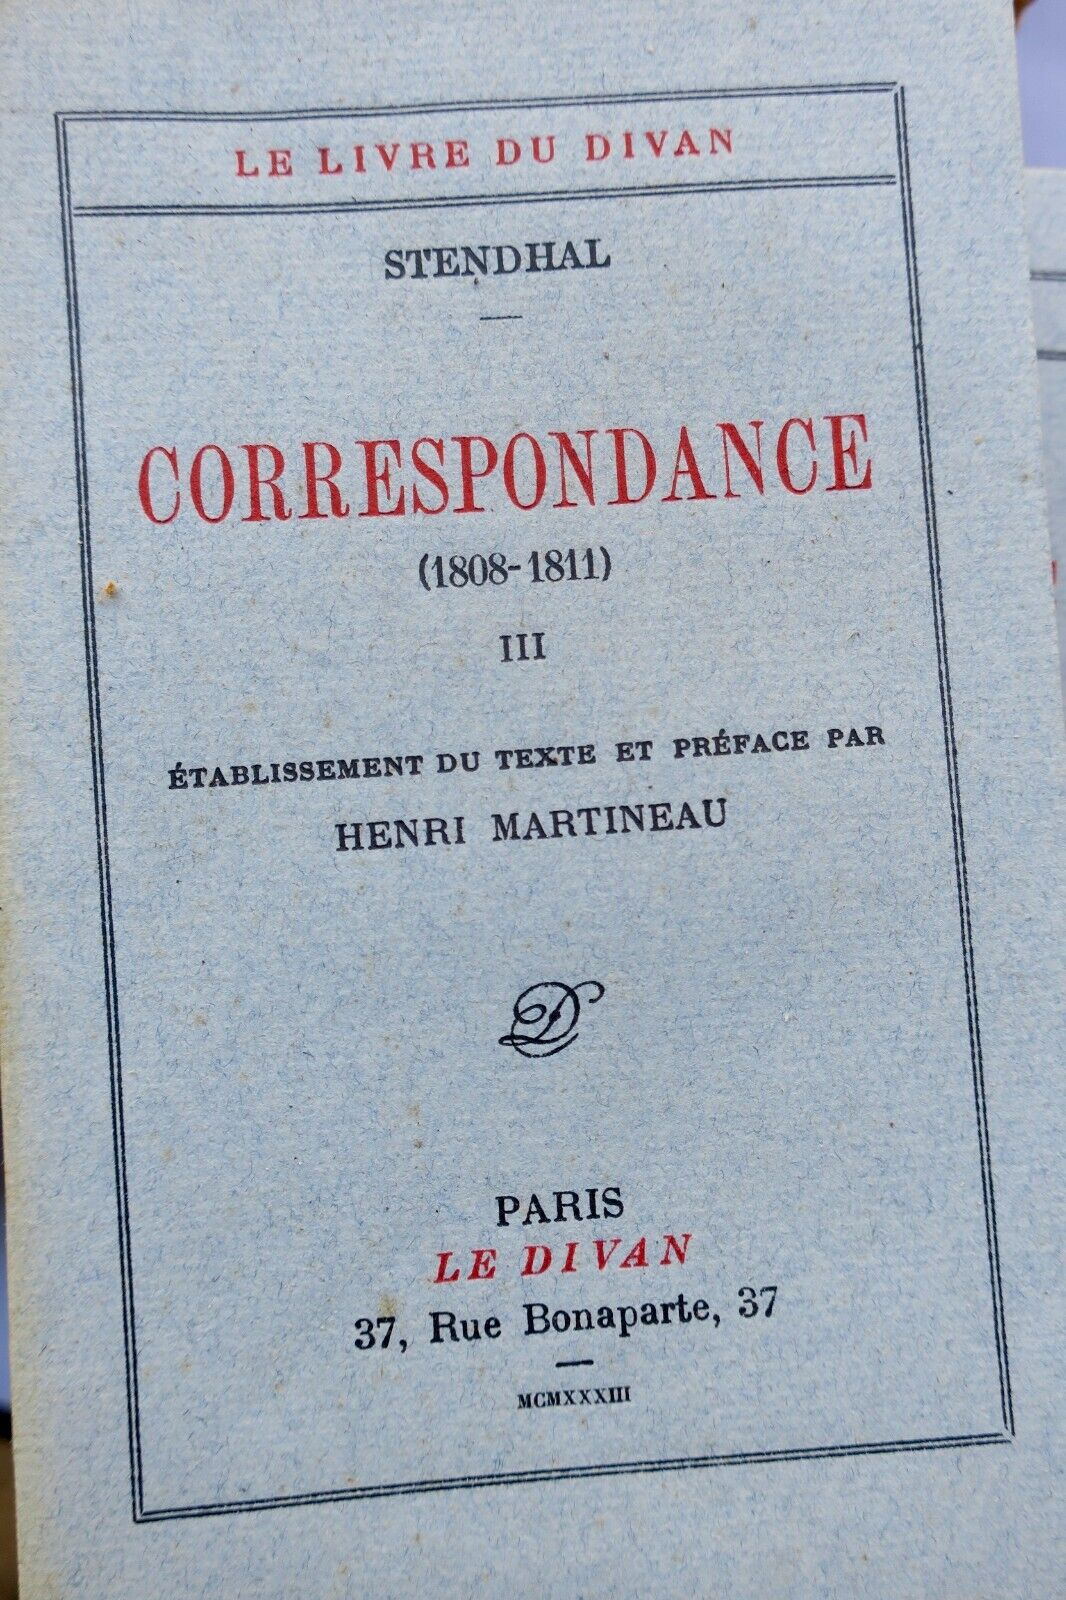 LE LIVRE DU DIVAN
STENDHAL
CORRESPONDANCE
(1808-1811)
III
ÉTABLISSEMENT DU TEXTE ET PRÉFACE PAR
HENRI MARTINEAU
D
PARIS
LE DIVAN
37, Rue Bonaparte, 37
MCMXXXIII